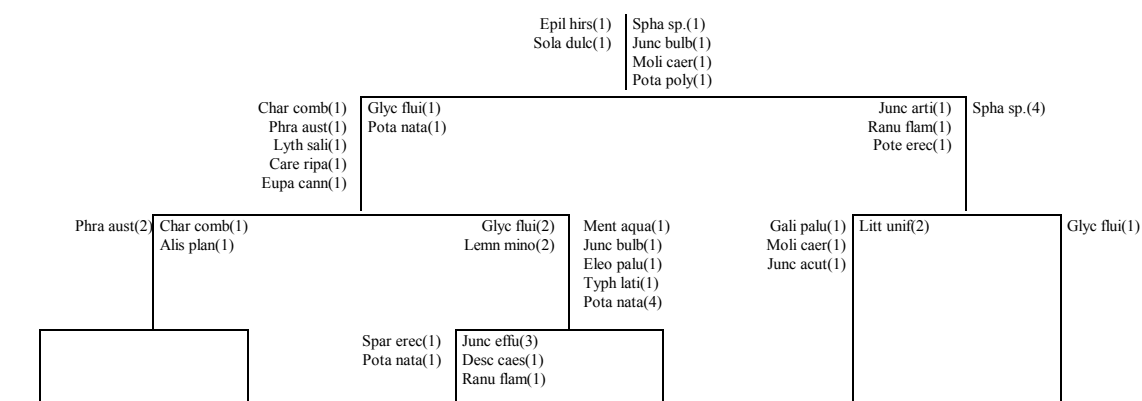 Epil hirs(1) Spha sp.(1)
Sola dulc(1) Junc bulb(1)
Moli caer(1)
Pota poly(1)
Char comb(1) Glyc flui(1) Junc arti(1) Spha sp.(4)
Phra aust(1) Pota nata(1) Ranu flam(1)
Lyth sali(1) Pote erec(1)
Care ripa(1)
Eupa cann(1)
Phra aust(2) Char comb(1) Glyc flui(2) Ment aqua(1) Gali palu(1) Litt unif(2) Glyc flui(1)
Alis plan(1) Lemn mino(2) Junc bulb(1) Moli caer(1)
Eleo palu(1) Junc acut(1)
Typh lati(1)
Pota nata(4)
Spar erec(1) Junc effu(3)
Pota nata(1) Desc caes(1)
Ranu flam(1)